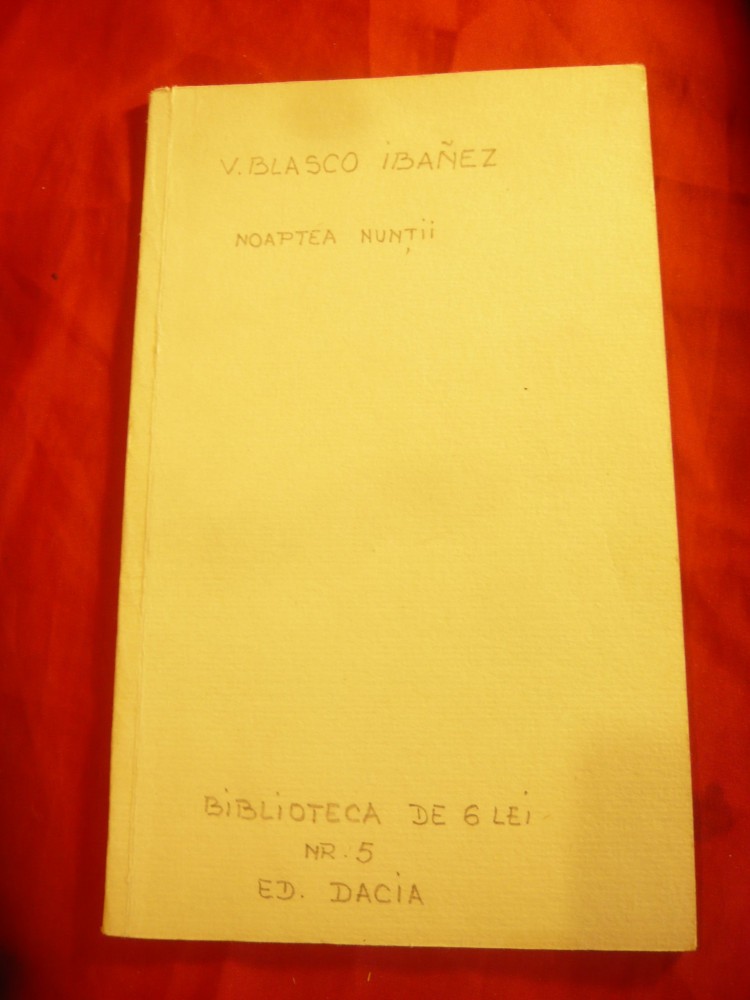 V. BLASCO iBAÑEZ
NOAPTEA NUNȚii
BiBLiOTECA DE 6 LEi
NR. 5
ED. DACiA